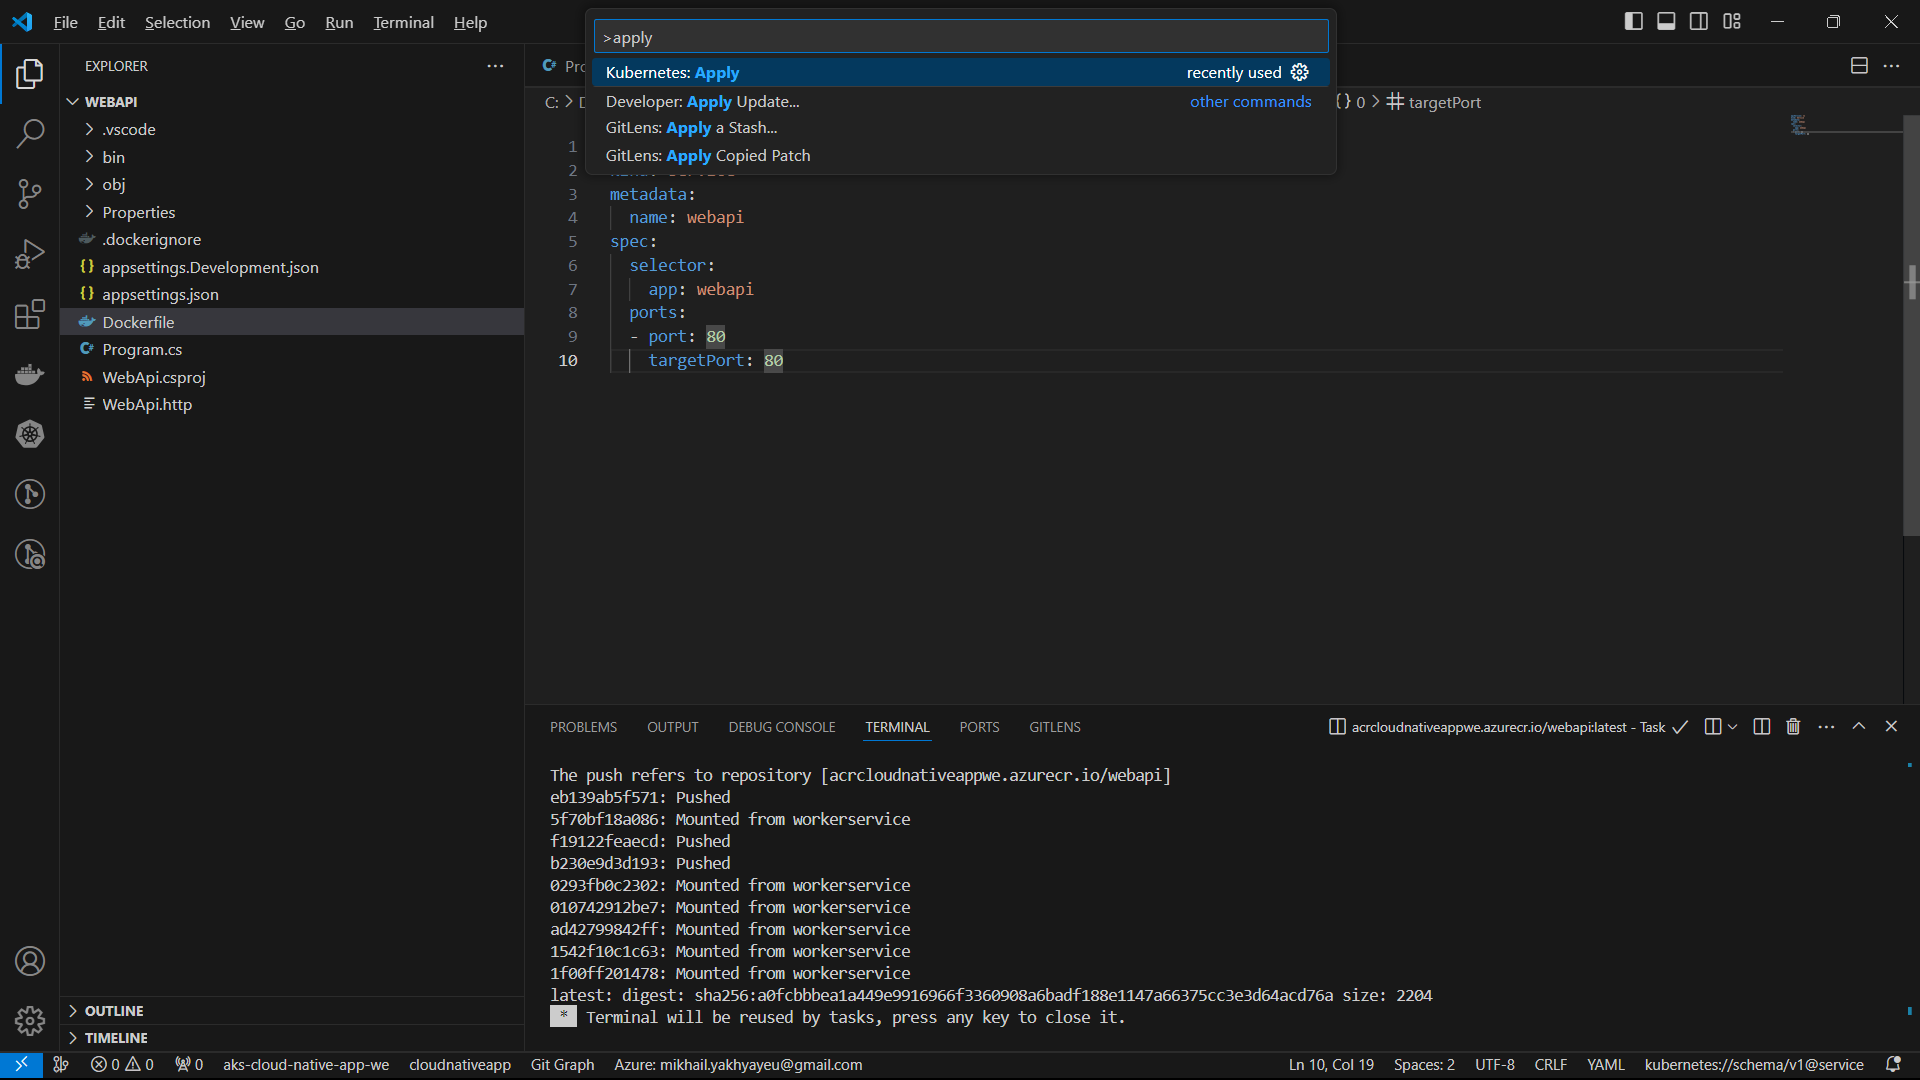 File Edit Selection View Go Run Terminal Help
>apply
Kubernetes: Apply recently used
Developer: Apply Update... other commands
GitLens: Apply a Stash...
GitLens: Apply Copied Patch
EXPLORER
WEBAPI
.vscode
bin
obj
Properties
.dockerignore
appsettings.Development.json
appsettings.json
Dockerfile
Program.cs
WebApi.csproj
WebApi.http
OUTLINE
TIMELINE
C: 0 targetPort
1
2
3 metadata:
4 name: webapi
5 spec:
6 selector:
7 app: webapi
8 ports:
9 - port: 80
10 targetPort: 80
PROBLEMS OUTPUT DEBUG CONSOLE TERMINAL PORTS GITLENS acrcloudnativeappwe.azurecr.io/webapi:latest - Task
The push refers to repository [acrcloudnativeappwe.azurecr.io/webapi]
eb139ab5f571: Pushed
5f70bf18a086: Mounted from workerservice
f19122feaecd: Pushed
b230e9d3d193: Pushed
0293fb0c2302: Mounted from workerservice
010742912be7: Mounted from workerservice
ad42799842ff: Mounted from workerservice
1542f10c1c63: Mounted from workerservice
1f00ff201478: Mounted from workerservice
latest: digest: sha256:a0fcbbbea1a449e9916966f3360908a6badf188e1147a66375cc3e3d64acd76a size: 2204
* Terminal will be reused by tasks, press any key to close it.
0 0 0 aks-cloud-native-app-we cloudnativeapp Git Graph Azure: mikhail.yakhyayeu@gmail.com Ln 10, Col 19 Spaces: 2 UTF-8 CRLF YAML kubernetes://schema/v1@service